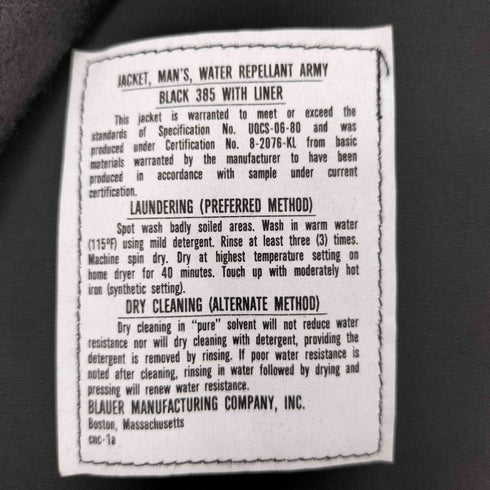 JACKET, MAN'S, WATER REPELLANT ARMY
BLACK 385 WITH LINER
This jacket is warranted to meet or exceed the
standards of Specification No. UQCS-06-80 and was
produced under Certification No. B-2076-KL from basic
materials warranted by the manufacturer to have been
produced in accordance with sample under current
certification.
LAUNDERING (PREFERRED METHOD)
Spot wash badly soiled areas. Wash in warm water
(115ºF) using mild detergent. Rinse at least three (3) times.
Machine spin dry. Dry at highest temperature setting on
home dryer for 40 minutes. Touch up with moderately hot
iron (synthetic setting).
DRY CLEANING (ALTERNATE METHOD)
Dry cleaning in "pure" solvent will not reduce water
resistance nor will dry cleaning with detergent, providing the
detergent is removed by rinsing. If poor water resistance is
noted after cleaning, rinsing in water followed by drying and
pressing will renew water resistance.
BLAUER MANUFACTURING COMPANY, INC.
Boston, Massachusetts
cnc-1a